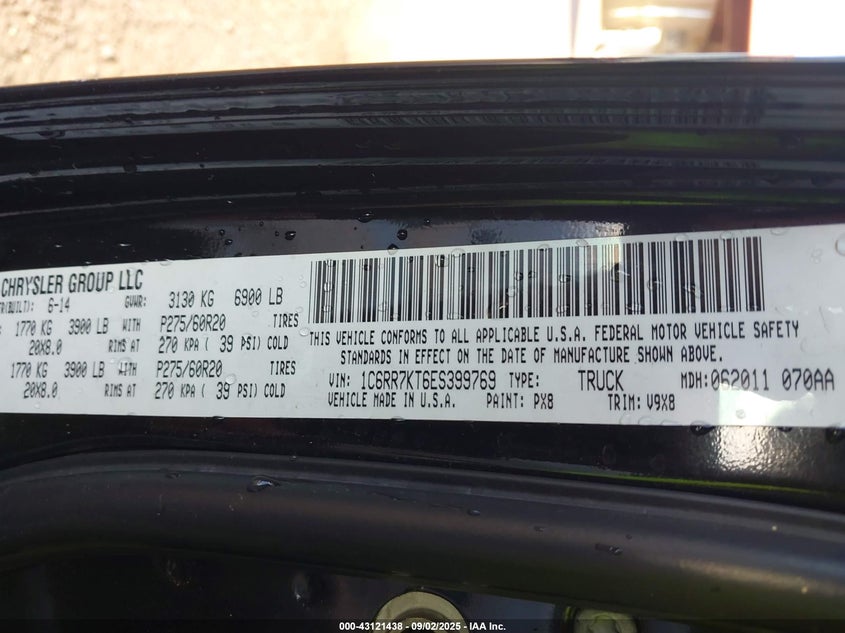 CHRYSLER GROUP LLC
(BUILT): 6-14 GVWR: 3130 KG 6900 LB
1770 KG 3900 LB WITH P275/60R20 TIRES
20X8.0 RIMS AT 270 KPA ( 39 PSI) COLD
1770 KG 3900 LB WITH P275/60R20 TIRES
20X8.0 RIMS AT 270 KPA ( 39 PSI) COLD
THIS VEHICLE CONFORMS TO ALL APPLICABLE U.S.A. FEDERAL MOTOR VEHICLE SAFETY
STANDARDS IN EFFECT ON THE DATE OF MANUFACTURE SHOWN ABOVE.
VIN: 1C6RR7KT6ES399769 TYPE: TRUCK MDH:062011 070AA
VEHICLE MADE IN U.S.A. PAINT: PX8 TRIM: V9X8
000-43121438 - 09/02/2025 - IAA Inc.